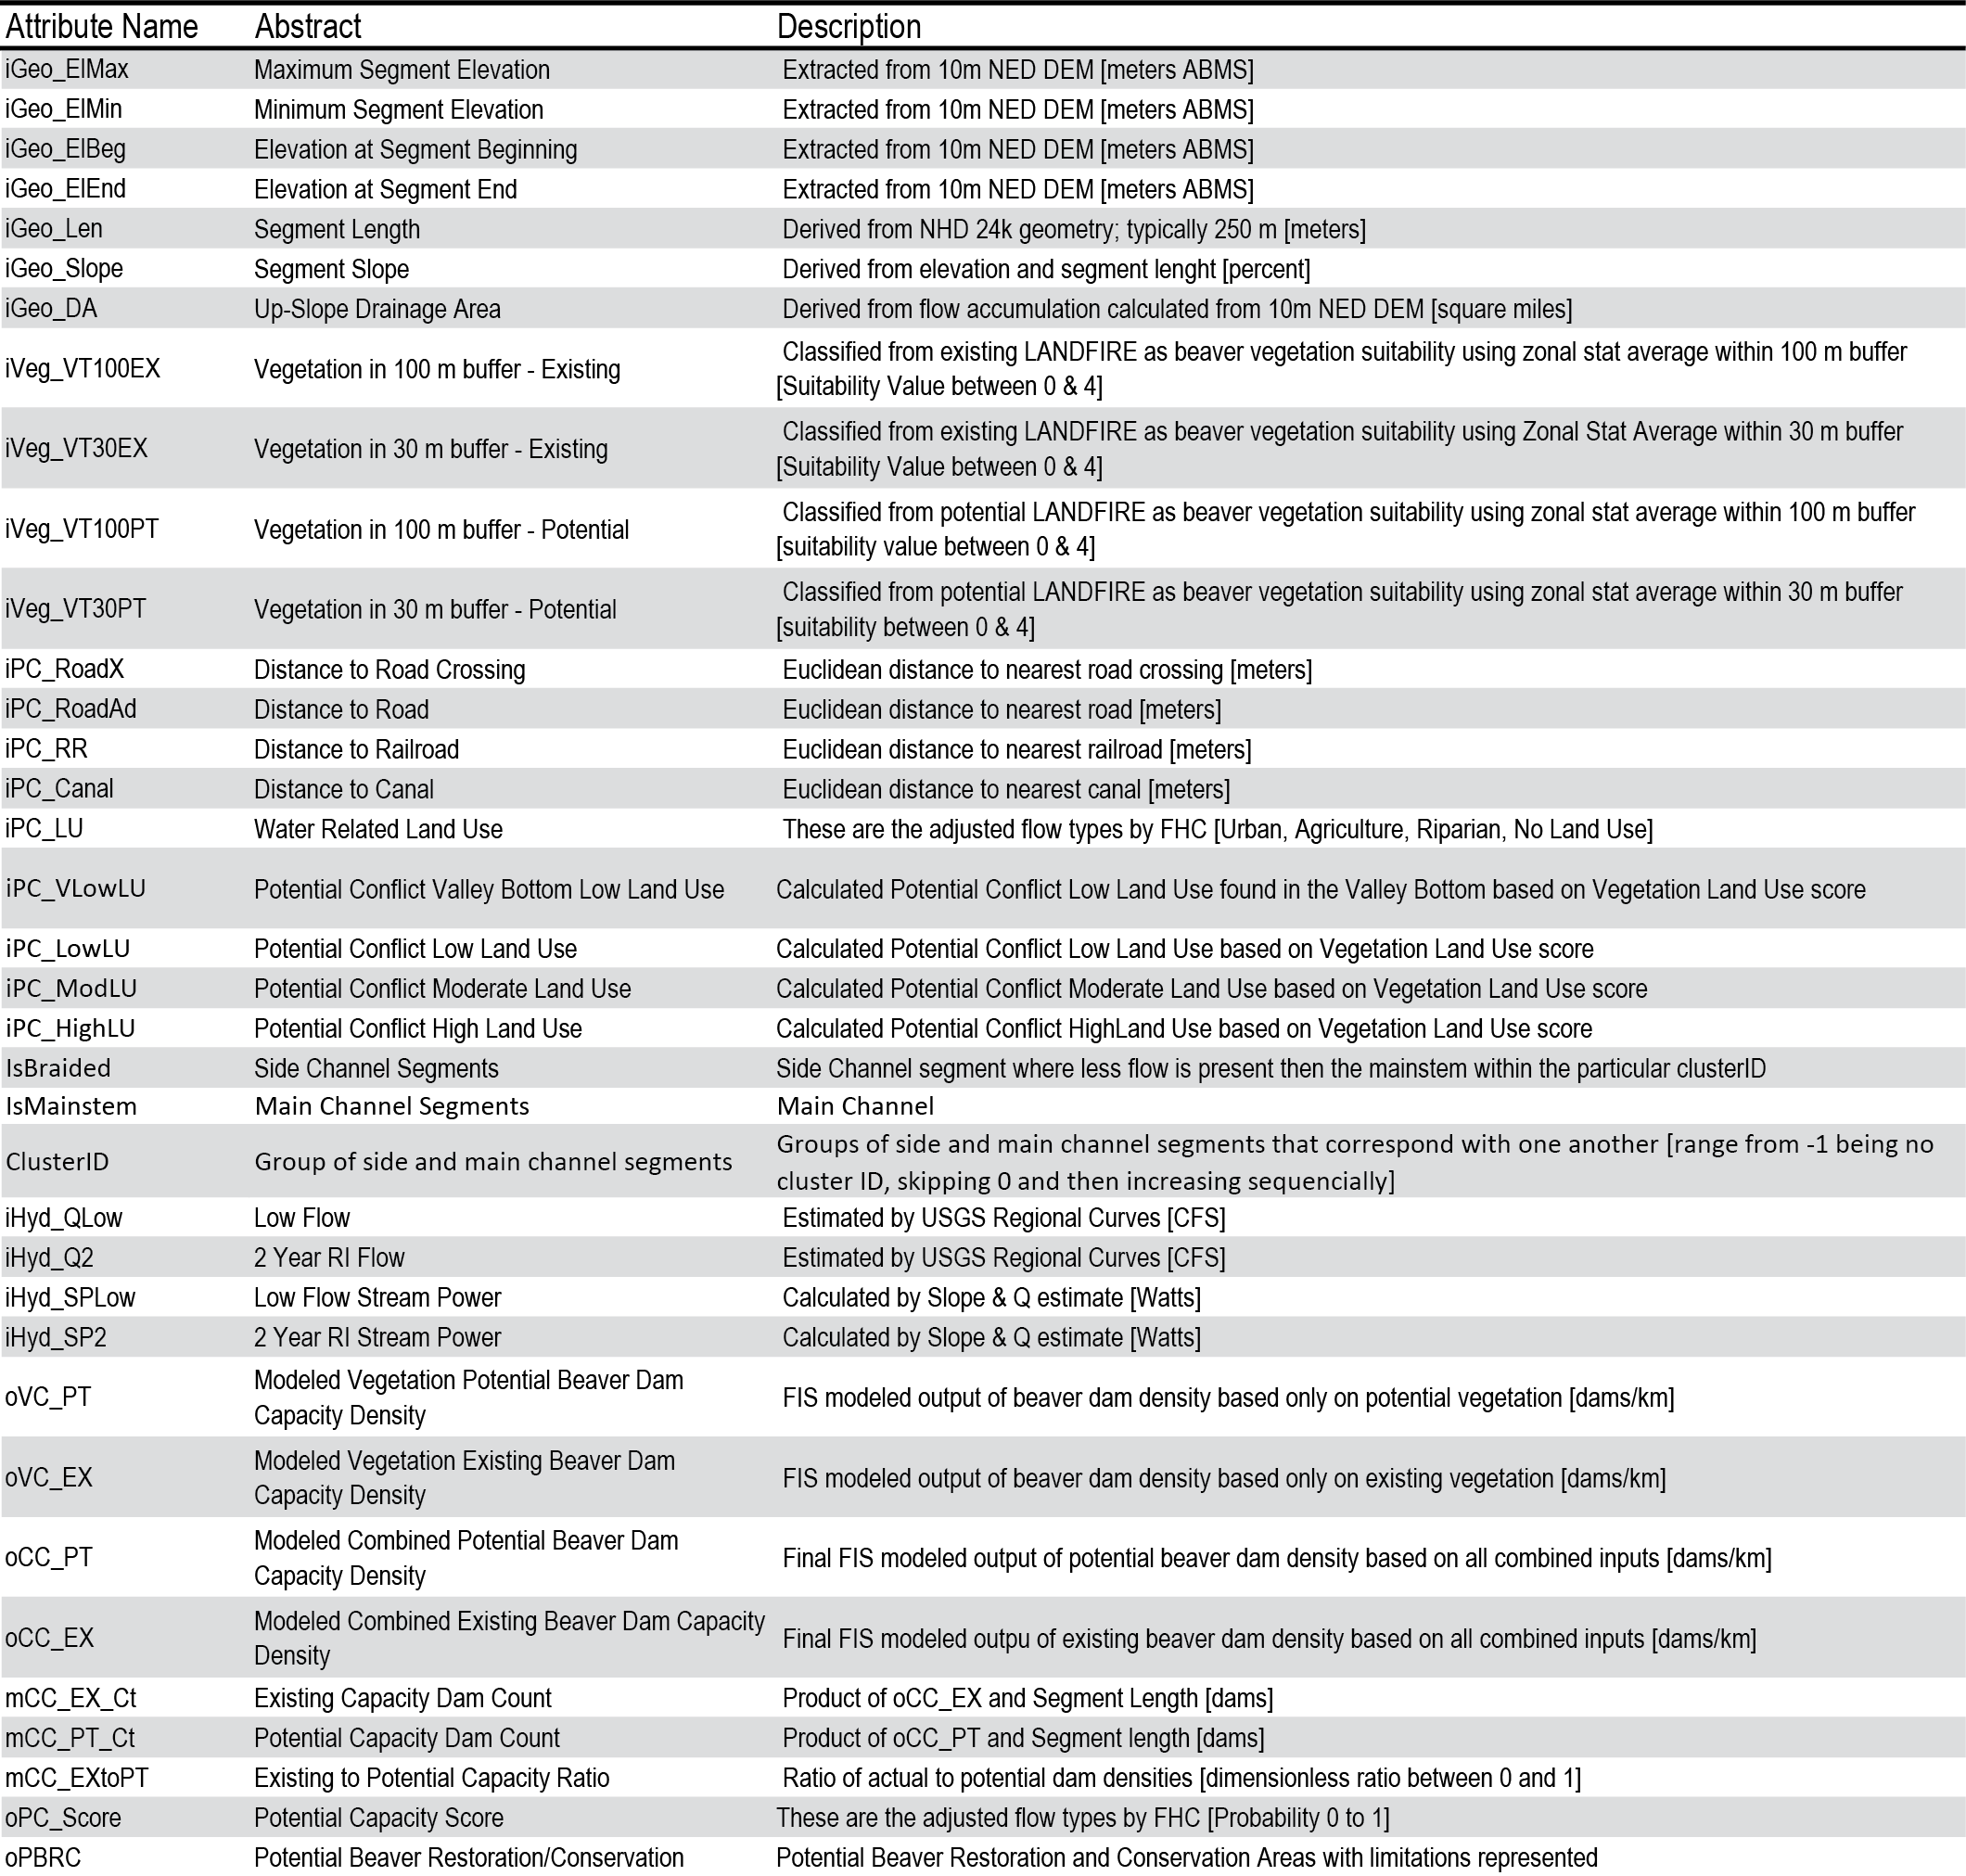 Attribute Name Abstract Description
iGeo_ElMax Maximum Segment Elevation Extracted from 10m NED DEM [meters ABMS]
iGeo_ElMin Minimum Segment Elevation Extracted from 10m NED DEM [meters ABMS]
iGeo_ElBeg Elevation at Segment Beginning Extracted from 10m NED DEM [meters ABMS]
iGeo_ElEnd Elevation at Segment End Extracted from 10m NED DEM [meters ABMS]
iGeo_Len Segment Length Derived from NHD 24k geometry; typically 250 m [meters]
iGeo_Slope Segment Slope Derived from elevation and segment lenght [percent]
iGeo_DA Up-Slope Drainage Area Derived from flow accumulation calculated from 10m NED DEM [square miles]
iVeg_VT100EX Vegetation in 100 m buffer - Existing Classified from existing LANDFIRE as beaver vegetation suitability using zonal stat average within 100 m buffer
[Suitability Value between 0 & 4]
iVeg_VT30EX Vegetation in 30 m buffer - Existing Classified from existing LANDFIRE as beaver vegetation suitability using Zonal Stat Average within 30 m buffer
[Suitability Value between 0 & 4]
iVeg_VT100PT Vegetation in 100 m buffer - Potential Classified from potential LANDFIRE as beaver vegetation suitability using zonal stat average within 100 m buffer
[suitability value between 0 & 4]
iVeg_VT30PT Vegetation in 30 m buffer - Potential Classified from potential LANDFIRE as beaver vegetation suitability using zonal stat average within 30 m buffer
[suitability between 0 & 4]
iPC_RoadX Distance to Road Crossing Euclidean distance to nearest road crossing [meters]
iPC_RoadAd Distance to Road Euclidean distance to nearest road [meters]
iPC_RR Distance to Railroad Euclidean distance to nearest railroad [meters]
iPC_Canal Distance to Canal Euclidean distance to nearest canal [meters]
iPC_LU Water Related Land Use These are the adjusted flow types by FHC [Urban, Agriculture, Riparian, No Land Use]
iPC_VLowLU Potential Conflict Valley Bottom Low Land Use Calculated Potential Conflict Low Land Use found in the Valley Bottom based on Vegetation Land Use score
iPC_LowLU Potential Conflict Low Land Use Calculated Potential Conflict Low Land Use based on Vegetation Land Use score
iPC_ModLU Potential Conflict Moderate Land Use Calculated Potential Conflict Moderate Land Use based on Vegetation Land Use score
iPC_HighLU Potential Conflict High Land Use Calculated Potential Conflict HighLand Use based on Vegetation Land Use score
IsBraided Side Channel Segments Side Channel segment where less flow is present then the mainstem within the particular clusterID
IsMainstem Main Channel Segments Main Channel
ClusterID Group of side and main channel segments Groups of side and main channel segments that correspond with one another [range from -1 being no
cluster ID, skipping 0 and then increasing sequencially]
iHyd_QLow Low Flow Estimated by USGS Regional Curves [CFS]
iHyd_Q2 2 Year RI Flow Estimated by USGS Regional Curves [CFS]
iHyd_SPLow Low Flow Stream Power Calculated by Slope & Q estimate [Watts]
iHyd_SP2 2 Year RI Stream Power Calculated by Slope & Q estimate [Watts]
oVC_PT Modeled Vegetation Potential Beaver Dam
Capacity Density FIS modeled output of beaver dam density based only on potential vegetation [dams/km]
oVC_EX Modeled Vegetation Existing Beaver Dam
Capacity Density FIS modeled output of beaver dam density based only on existing vegetation [dams/km]
oCC_PT Modeled Combined Potential Beaver Dam
Capacity Density Final FIS modeled output of potential beaver dam density based on all combined inputs [dams/km]
oCC_EX Modeled Combined Existing Beaver Dam Capacity
Density Final FIS modeled outpu of existing beaver dam density based on all combined inputs [dams/km]
mCC_EX_Ct Existing Capacity Dam Count Product of oCC_EX and Segment Length [dams]
mCC_PT_Ct Potential Capacity Dam Count Product of oCC_PT and Segment length [dams]
mCC_EXtoPT Existing to Potential Capacity Ratio Ratio of actual to potential dam densities [dimensionless ratio between 0 and 1]
oPC_Score Potential Capacity Score These are the adjusted flow types by FHC [Probability 0 to 1]
oPBRC Potential Beaver Restoration/Conservation Potential Beaver Restoration and Conservation Areas with limitations represented